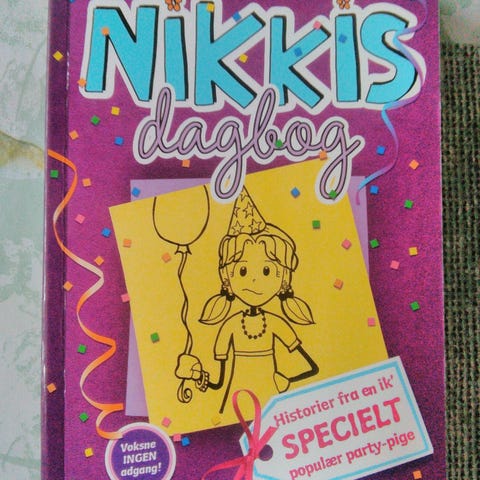 NiKKIS
dagbog
Historier fra en ik'
SPECIELT
populær party-pige
Voksne
INGEN
adgang!